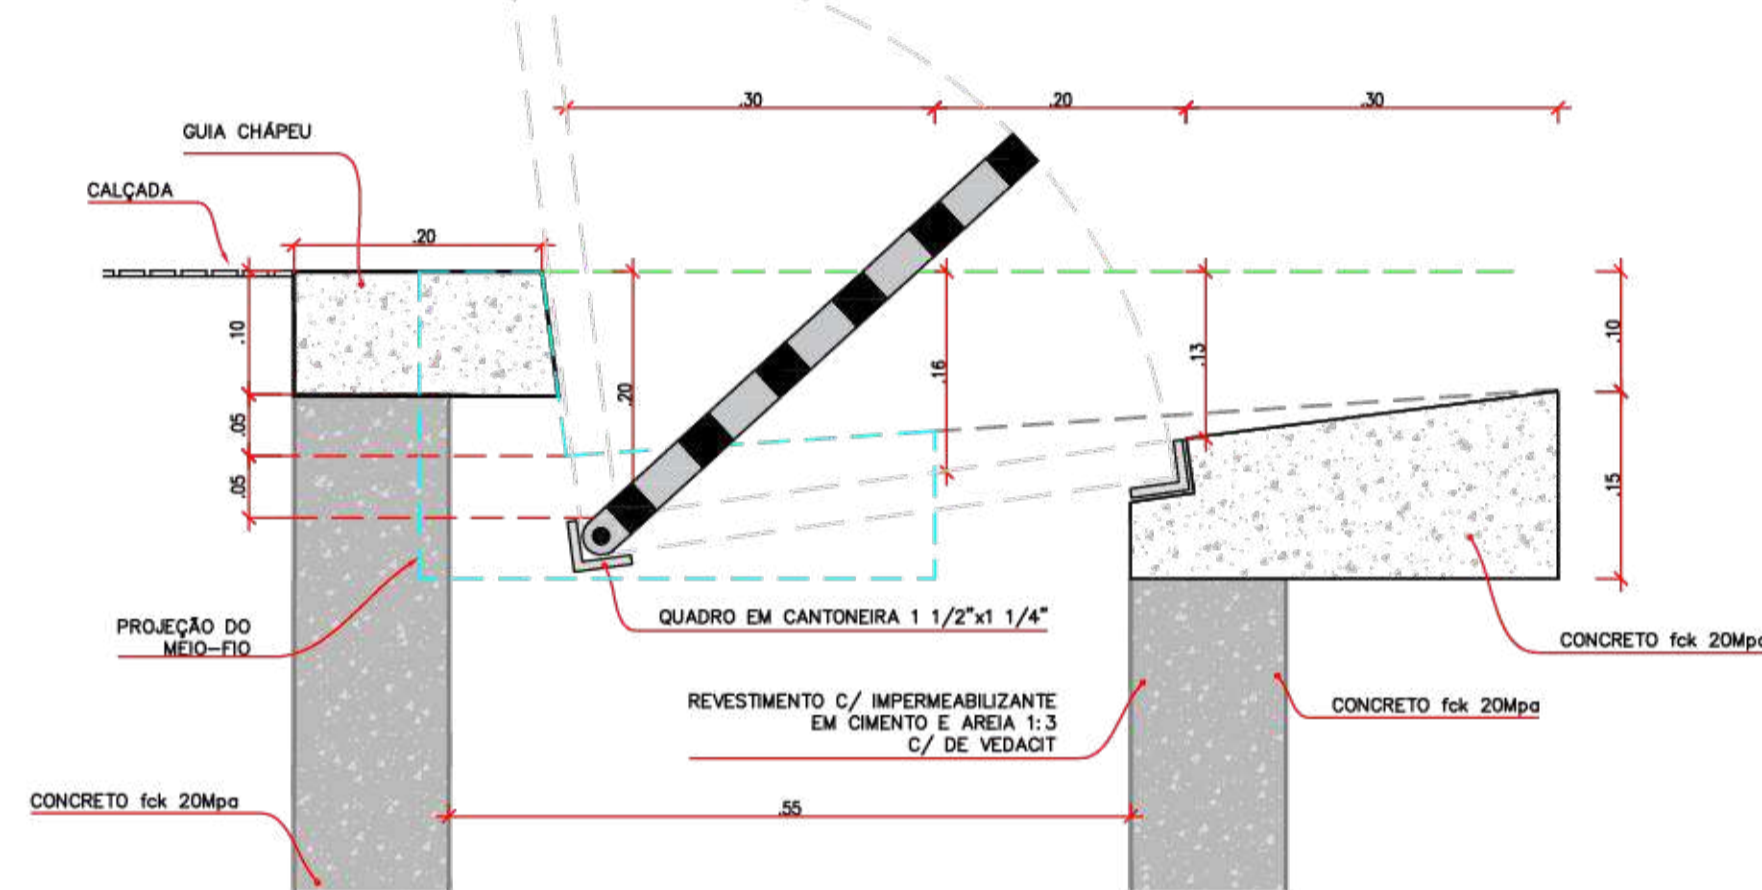 .30 .20 .30
GUIA CHÁPEU
CALÇADA
.20
.10
.05
.05
.20
.16
.13
.10
.15
QUADRO EM CANTONEIRA 1 1/2"x1 1/4"
PROJEÇÃO DO
MEIO-FIO
CONCRETO fck 20Mpa
REVESTIMENTO C/ IMPERMEABILIZANTE
EM CIMENTO E AREIA 1:3
C/ DE VEDACIT
CONCRETO fck 20Mpa
CONCRETO fck 20Mpa
.55